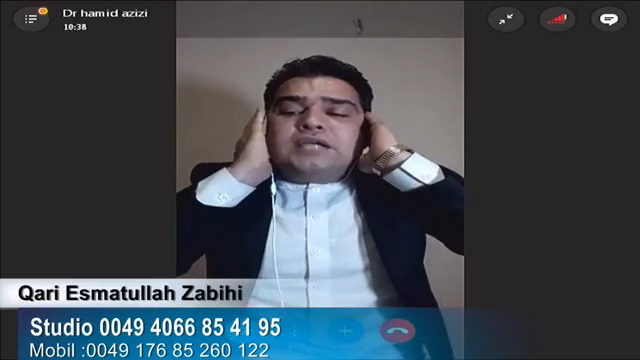 Dr hamid azizi
10:38
Qari Esmatullah Zabihi
Studio 0049 4066 85 41 95
Mobil :0049 176 85 260 122